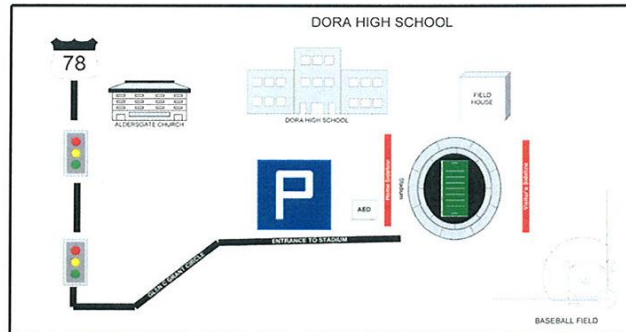 DORA HIGH SCHOOL
78
ALDERSGATE CHURCH
DORA HIGH SCHOOL
FIELD
HOUSE
P
AED
Home Sideline
Stadium
Visitor's Sideline
ENTRANCE TO STADIUM
GLEN C GRANT CIRCLE
BASEBALL FIELD